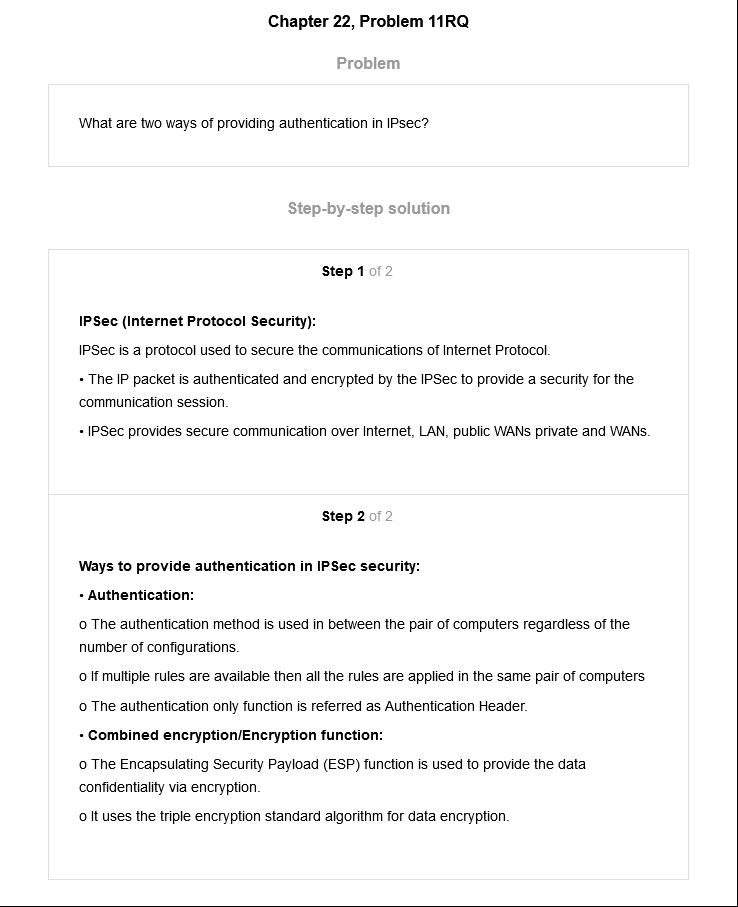 Chapter 22, Problem 11RQ
Problem
What are two ways of providing authentication in IPsec?
Step-by-step solution
Step 1 of 2
IPSec (Internet Protocol Security):
IPSec is a protocol used to secure the communications of Internet Protocol.
• The IP packet is authenticated and encrypted by the IPSec to provide a security for the
communication session.
• IPSec provides secure communication over Internet, LAN, public WANs private and WANs.
Step 2 of 2
Ways to provide authentication in IPSec security:
• Authentication:
o The authentication method is used in between the pair of computers regardless of the
number of configurations.
o If multiple rules are available then all the rules are applied in the same pair of computers
o The authentication only function is referred as Authentication Header.
• Combined encryption/Encryption function:
o The Encapsulating Security Payload (ESP) function is used to provide the data
confidentiality via encryption.
o It uses the triple encryption standard algorithm for data encryption.